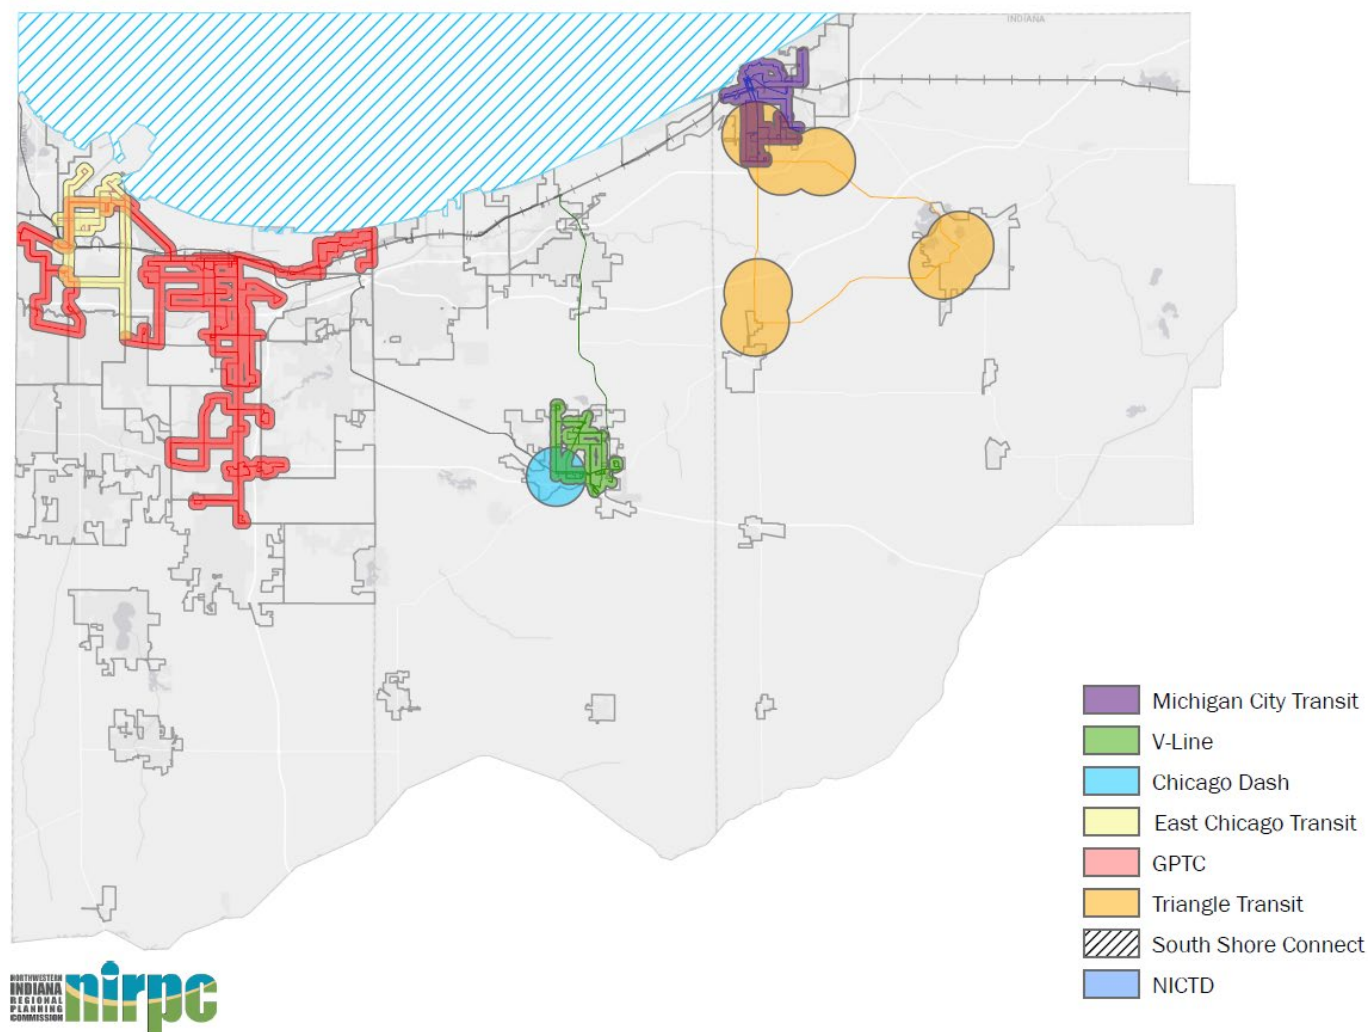 INDIANA
Michigan City Transit
V-Line
Chicago Dash
East Chicago Transit
GPTC
Triangle Transit
South Shore Connect
NICTD
NORTHWESTERN
INDIANA
REGIONAL
PLANNING
COMMISSION
nirpc